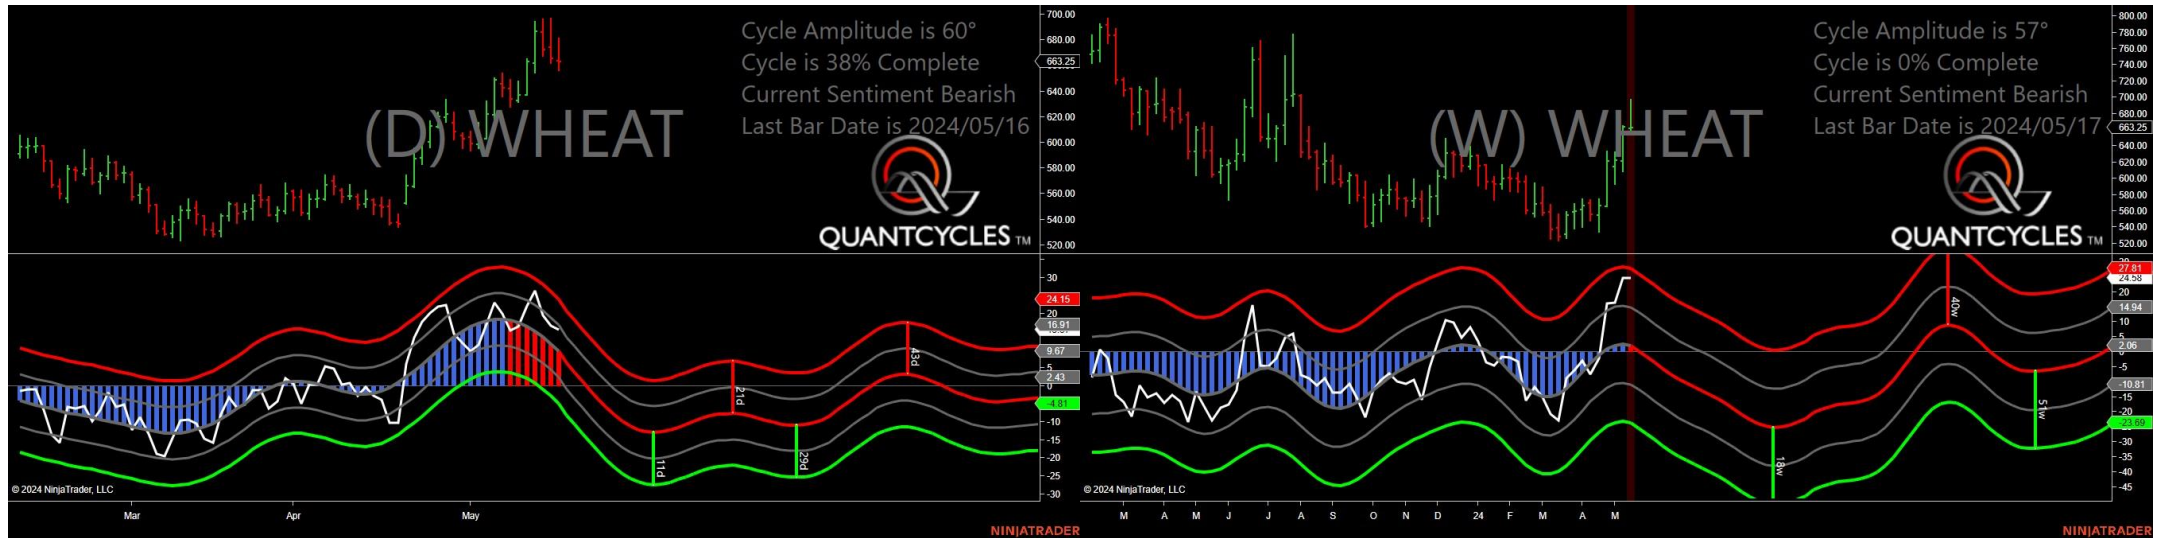 Cycle Amplitude is 60°
Cycle is 38% Complete
Current Sentiment Bearish
Last Bar Date is 2024/05/16
(D) WHEAT
QUANTCYCLES TM
700.00
680.00
663.25
640.00
620.00
600.00
580.00
560.00
540.00
520.00
30
24.15
20
16.91
9.67
5
2.43
0
-4.81
-10
-15
-20
-25
-30
11d
21d
29d
43d
© 2024 NinjaTrader, LLC
Mar
Apr
May
NINJATRADER
Cycle Amplitude is 57°
Cycle is 0% Complete
Current Sentiment Bearish
Last Bar Date is 2024/05/17
(W) WHEAT
QUANTCYCLES TM
800.00
780.00
760.00
740.00
720.00
700.00
680.00
663.25
640.00
620.00
600.00
580.00
560.00
540.00
520.00
27.81
24.58
20
14.94
10
5
2.06
-5
-10.81
-15
-20
-23.69
-30
-35
-40
-45
18w
40w
51w
© 2024 NinjaTrader, LLC
M
A
M
J
J
A
S
O
N
D
24
F
M
A
M
NINJATRADER